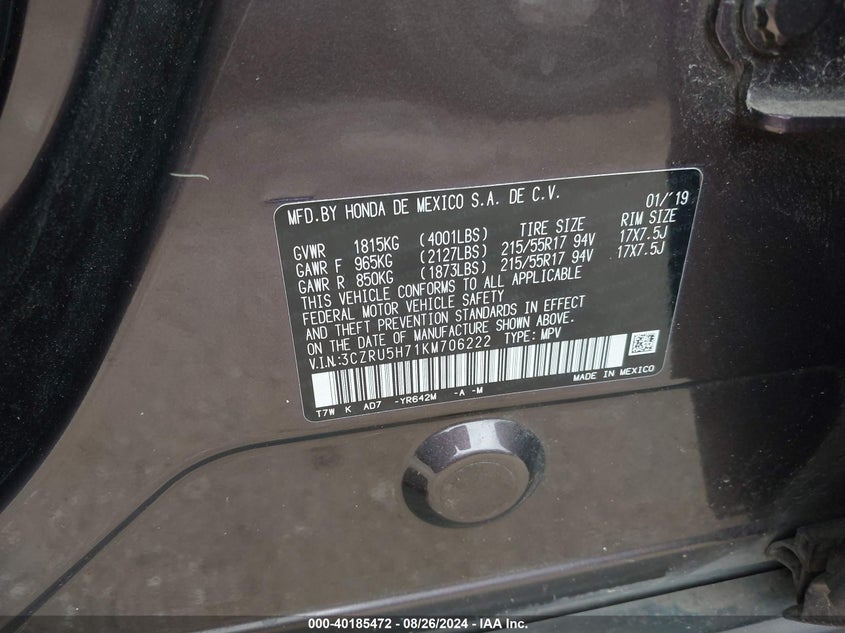 MFD.BY HONDA DE MEXICO S.A. DE C.V. 01/'19
TIRE SIZE RIM SIZE
GVWR 1815KG (4001LBS)
GAWR F 965KG (2127LBS) 215/55R17 94V 17X7.5J
GAWR R 850KG (1873LBS) 215/55R17 94V 17X7.5J
THIS VEHICLE CONFORMS TO ALL APPLICABLE
FEDERAL MOTOR VEHICLE SAFETY
AND THEFT PREVENTION STANDARDS IN EFFECT
ON THE DATE OF MANUFACTURE SHOWN ABOVE.
V.I.N.:3CZRU5H71KM706222 TYPE: MPV
MADE IN MEXICO
T7W K AD7 -YR642M -A -M
000-40185472 - 08/26/2024 - IAA Inc.